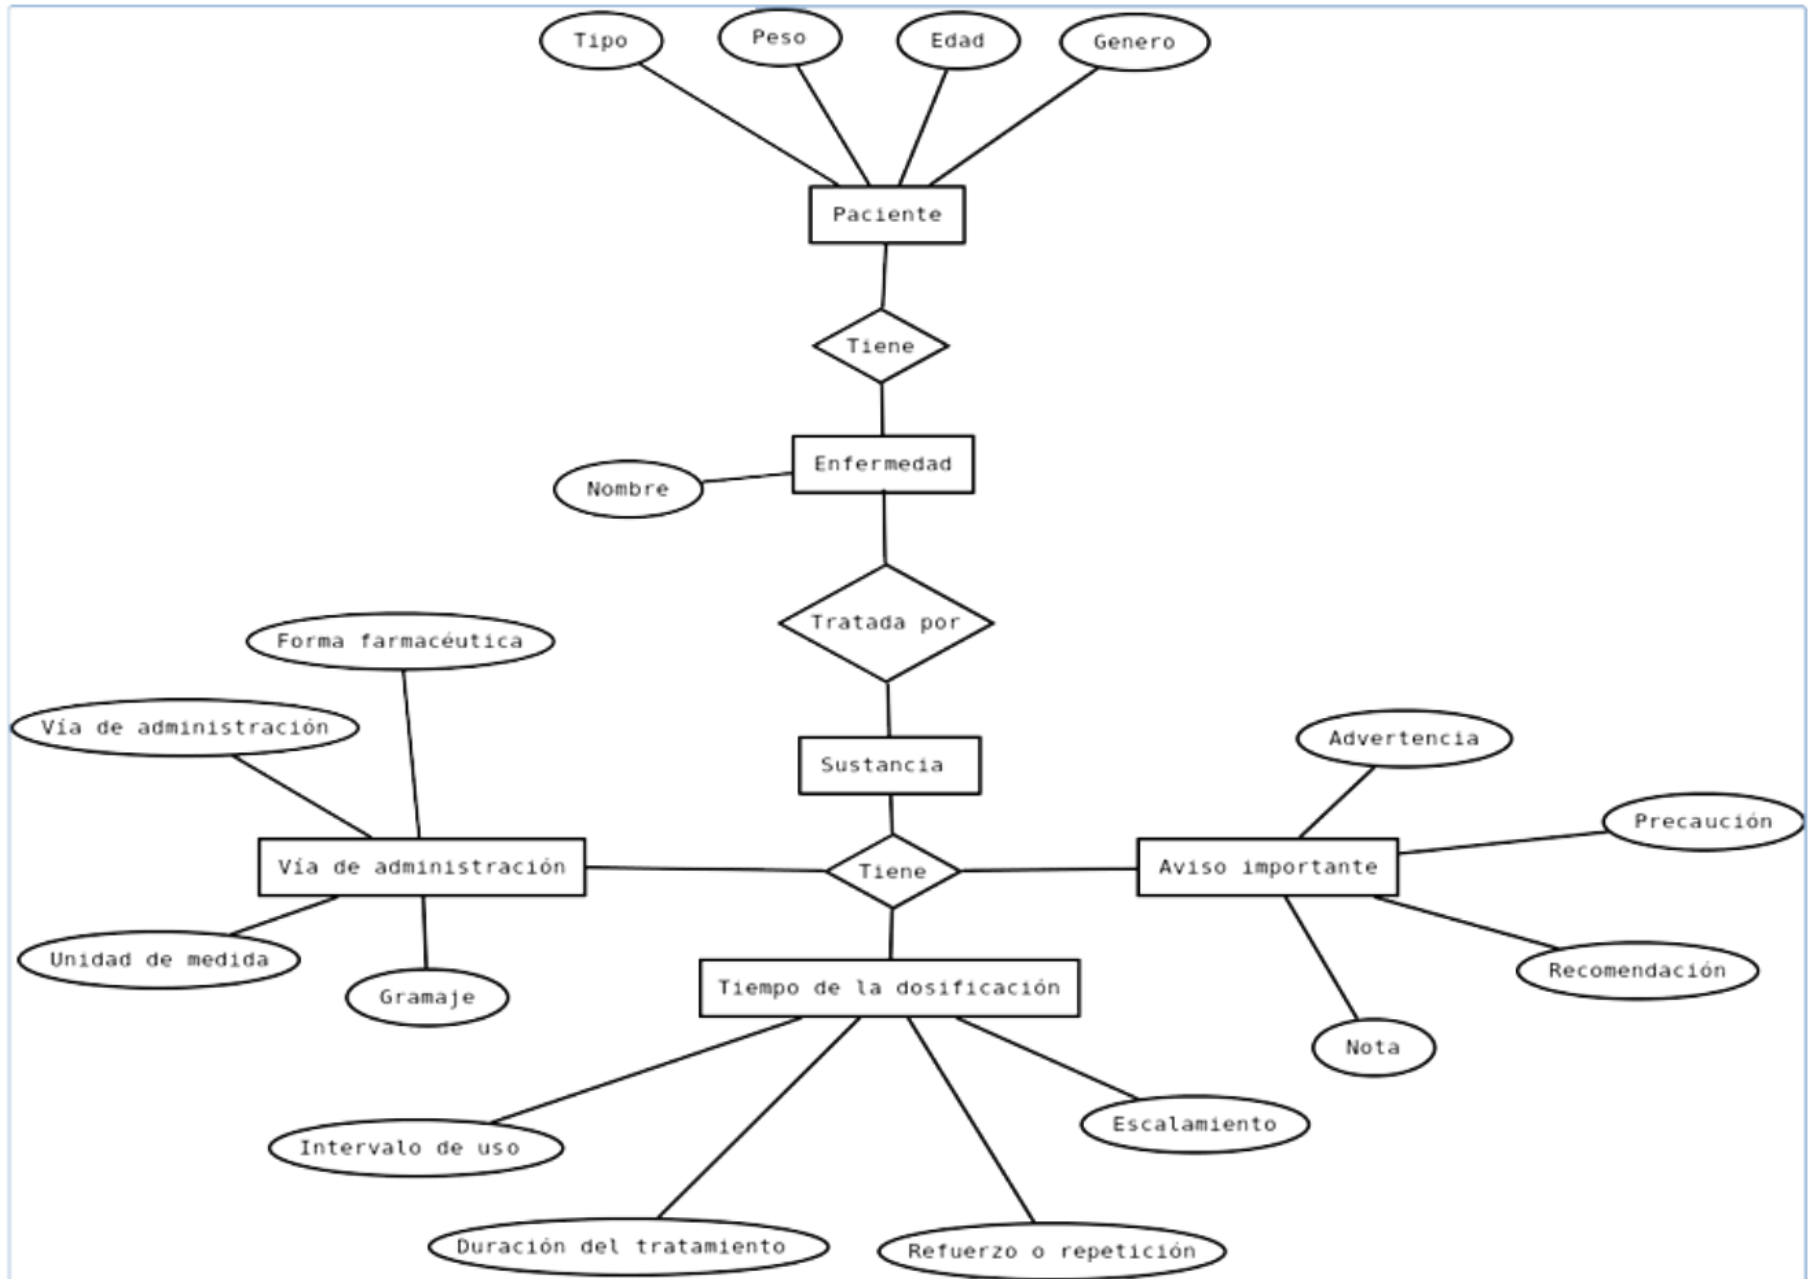 Tipo
Peso
Edad
Genero
Paciente
Tiene
Enfermedad
Nombre
Tratada por
Forma farmacéutica
Vía de administración
Sustancia
Advertencia
Precaución
Vía de administración
Tiene
Aviso importante
Unidad de medida
Gramaje
Tiempo de la dosificación
Recomendación
Nota
Intervalo de uso
Escalamiento
Duración del tratamiento
Refuerzo o repetición